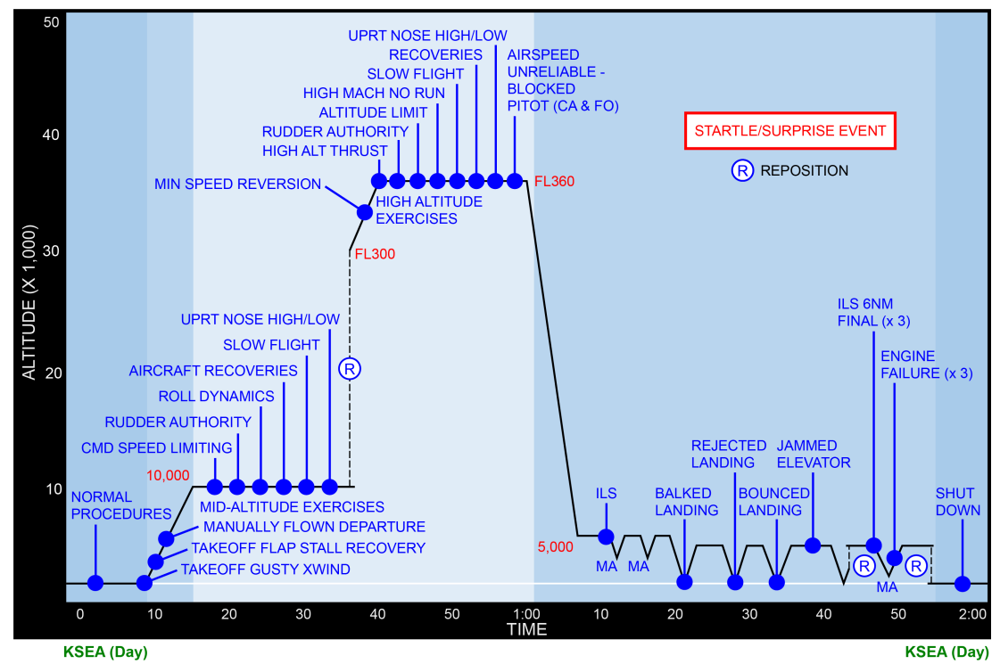 50
40
30
20
10
ALTITUDE (X 1,000)
UPRT NOSE HIGH/LOW
RECOVERIES
SLOW FLIGHT
HIGH MACH NO RUN
ALTITUDE LIMIT
RUDDER AUTHORITY
HIGH ALT THRUST
AIRSPEED
UNRELIABLE -
BLOCKED
PITOT (CA & FO)
STARTLE/SURPRISE EVENT
R REPOSITION
MIN SPEED REVERSION
FL360
HIGH ALTITUDE
EXERCISES
FL300
UPRT NOSE HIGH/LOW
SLOW FLIGHT
AIRCRAFT RECOVERIES
ROLL DYNAMICS
RUDDER AUTHORITY
CMD SPEED LIMITING
R
10,000
NORMAL
PROCEDURES
MID-ALTITUDE EXERCISES
MANUALLY FLOWN DEPARTURE
TAKEOFF FLAP STALL RECOVERY
TAKEOFF GUSTY XWIND
5,000
ILS
MA
MA
BALKED
LANDING
REJECTED
LANDING
BOUNCED
LANDING
JAMMED
ELEVATOR
ILS 6NM
FINAL (x 3)
ENGINE
FAILURE (x 3)
R
R
MA
SHUT
DOWN
0 10 20 30 40 50 1:00 10 20 30 40 50 2:00
TIME
KSEA (Day)
KSEA (Day)